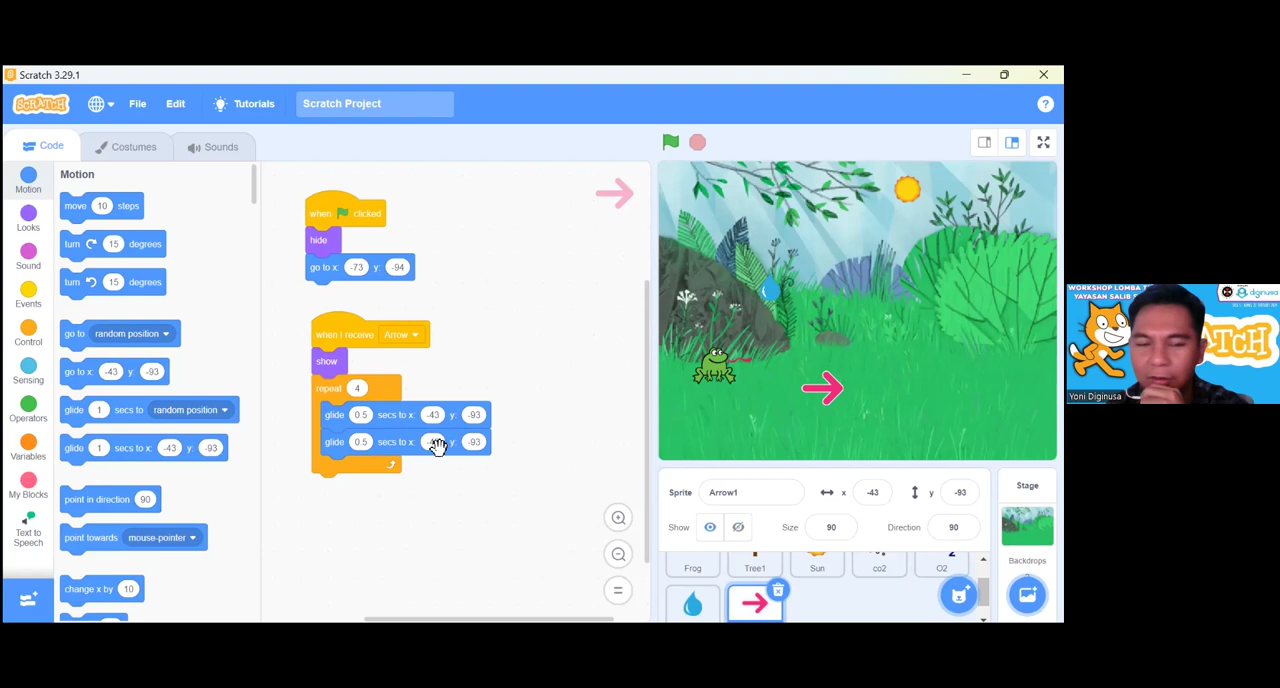 Scratch 3.29.1
SCRATCH
File
Edit
Tutorials
Scratch Project
?
Code
Costumes
Sounds
Motion
Looks
Sound
Events
Control
Sensing
Operators
Variables
My Blocks
Text to
Speech
Motion
move 10 steps
turn 15 degrees
turn 15 degrees
go to random position
go to x: -43 y: -93
glide 1 secs to random position
glide 1 secs to x: -43 y: -93
point in direction 90
point towards mouse-pointer
change x by 10
when clicked
hide
go to x: -73 y: -94
when I receive Arrow
show
repeat 4
glide 0.5 secs to x: -43 y: -93
glide 0.5 secs to x: y: -93
Sprite Arrow1 x -43 y -93
Show Size 90 Direction 90
Frog
Tree1
Sun
co2
O2
Stage
Backdrops
WORKSHOP LOMBA
YAYASAN SALIB
diginusa
Yoni Diginusa